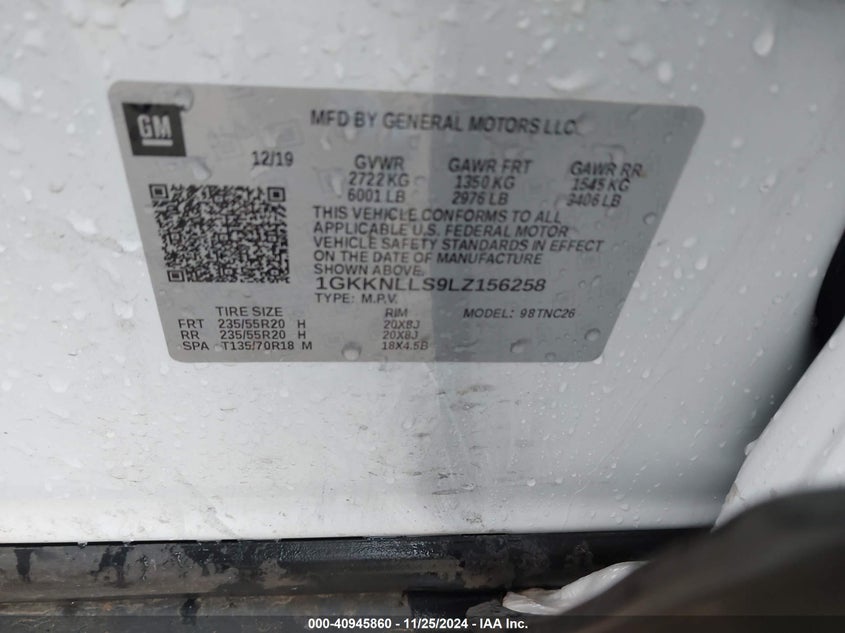 GM
MFD BY GENERAL MOTORS LLC
12/19 GVWR GAWR FRT GAWR RR
2722 KG 1350 KG 1545 KG
6001 LB 2976 LB 3406 LB
THIS VEHICLE CONFORMS TO ALL
APPLICABLE U.S. FEDERAL MOTOR
VEHICLE SAFETY STANDARDS IN EFFECT
ON THE DATE OF MANUFACTURE
SHOWN ABOVE.
1GKKNLLS9LZ156258
TYPE: M.P.V.
TIRE SIZE RIM MODEL: 98TNC26
FRT 235/55R20 H 20X8J
RR 235/55R20 H 20X8J
SPA T135/70R18 M 18X4.5B
000-40945860 - 11/25/2024 - IAA Inc.